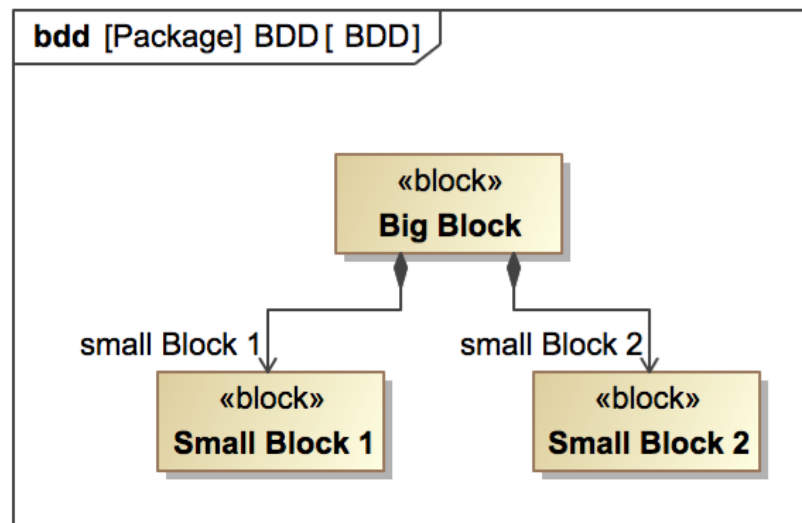 bdd [Package] BDD [ BDD]
«block»
Big Block
small Block 1
small Block 2
«block»
Small Block 1
«block»
Small Block 2